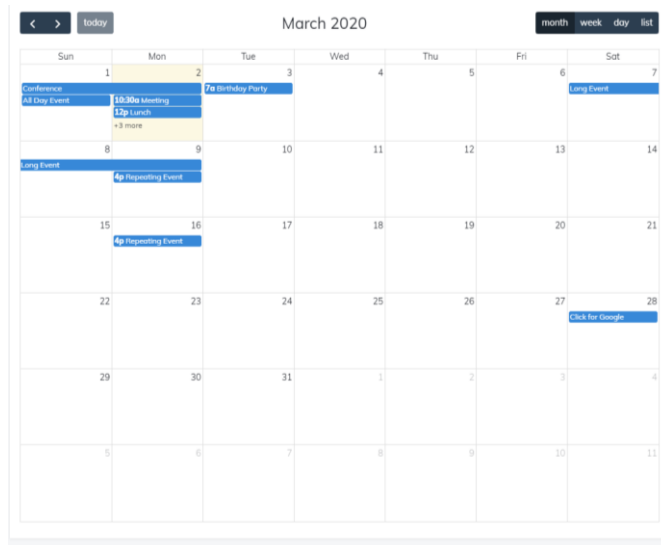 today March 2020 month week day list
Sun Mon Tue Wed Thu Fri Sat
1 2 3 4 5 6 7
Conference 7a Birthday Party Long Event
All Day Event 10:30a Meeting
12p Lunch
+3 more
8 9 10 11 12 13 14
Long Event
4p Repeating Event
15 16 17 18 19 20 21
4p Repeating Event
22 23 24 25 26 27 28
Click for Google
29 30 31 1 2 3 4
5 6 7 8 9 10 11